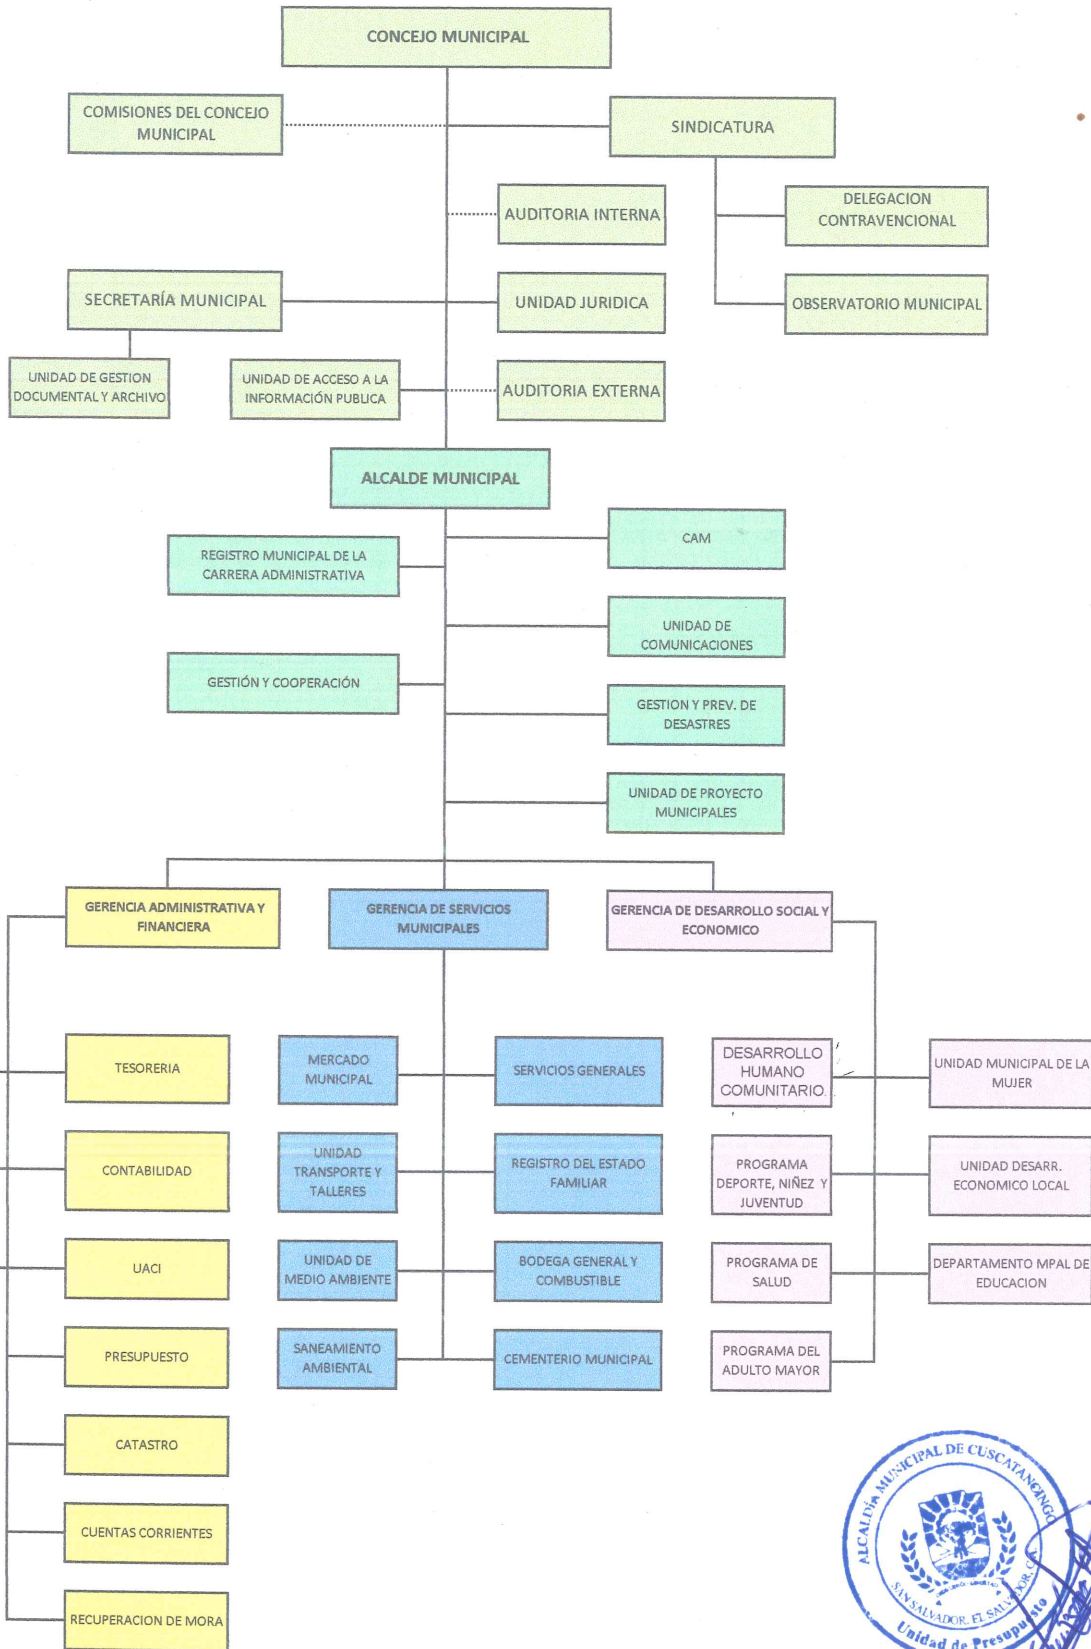 CONCEJO MUNICIPAL
COMISIONES DEL CONCEJO
MUNICIPAL
SINDICATURA
AUDITORIA INTERNA
DELEGACION
CONTRAVENCIONAL
SECRETARÍA MUNICIPAL
UNIDAD JURIDICA
OBSERVATORIO MUNICIPAL
UNIDAD DE GESTION
DOCUMENTAL Y ARCHIVO
UNIDAD DE ACCESO A LA
INFORMACIÓN PUBLICA
AUDITORIA EXTERNA
ALCALDE MUNICIPAL
REGISTRO MUNICIPAL DE LA
CARRERA ADMINISTRATIVA
CAM
UNIDAD DE
COMUNICACIONES
GESTIÓN Y COOPERACIÓN
GESTION Y PREV. DE
DESASTRES
UNIDAD DE PROYECTO
MUNICIPALES
GERENCIA ADMINISTRATIVA Y
FINANCIERA
GERENCIA DE SERVICIOS
MUNICIPALES
GERENCIA DE DESARROLLO SOCIAL Y
ECONOMICO
TESORERIA
CONTABILIDAD
UACI
PRESUPUESTO
CATASTRO
CUENTAS CORRIENTES
RECUPERACION DE MORA
MERCADO
MUNICIPAL
SERVICIOS GENERALES
UNIDAD
TRANSPORTE Y
TALLERES
REGISTRO DEL ESTADO
FAMILIAR
UNIDAD DE
MEDIO AMBIENTE
BODEGA GENERAL Y
COMBUSTIBLE
SANEAMIENTO
AMBIENTAL
CEMENTERIO MUNICIPAL
DESARROLLO
HUMANO
COMUNITARIO.
UNIDAD MUNICIPAL DE LA
MUJER
PROGRAMA
DEPORTE, NIÑEZ Y
JUVENTUD
UNIDAD DESARR.
ECONOMICO LOCAL
PROGRAMA DE
SALUD
DEPARTAMENTO MPAL DE
EDUCACION
PROGRAMA DEL
ADULTO MAYOR
ALCALDÍA MUNICIPAL DE CUSCATANCINGO
SAN SALVADOR, EL SALVADOR, C.A.
Unidad de Presupuesto